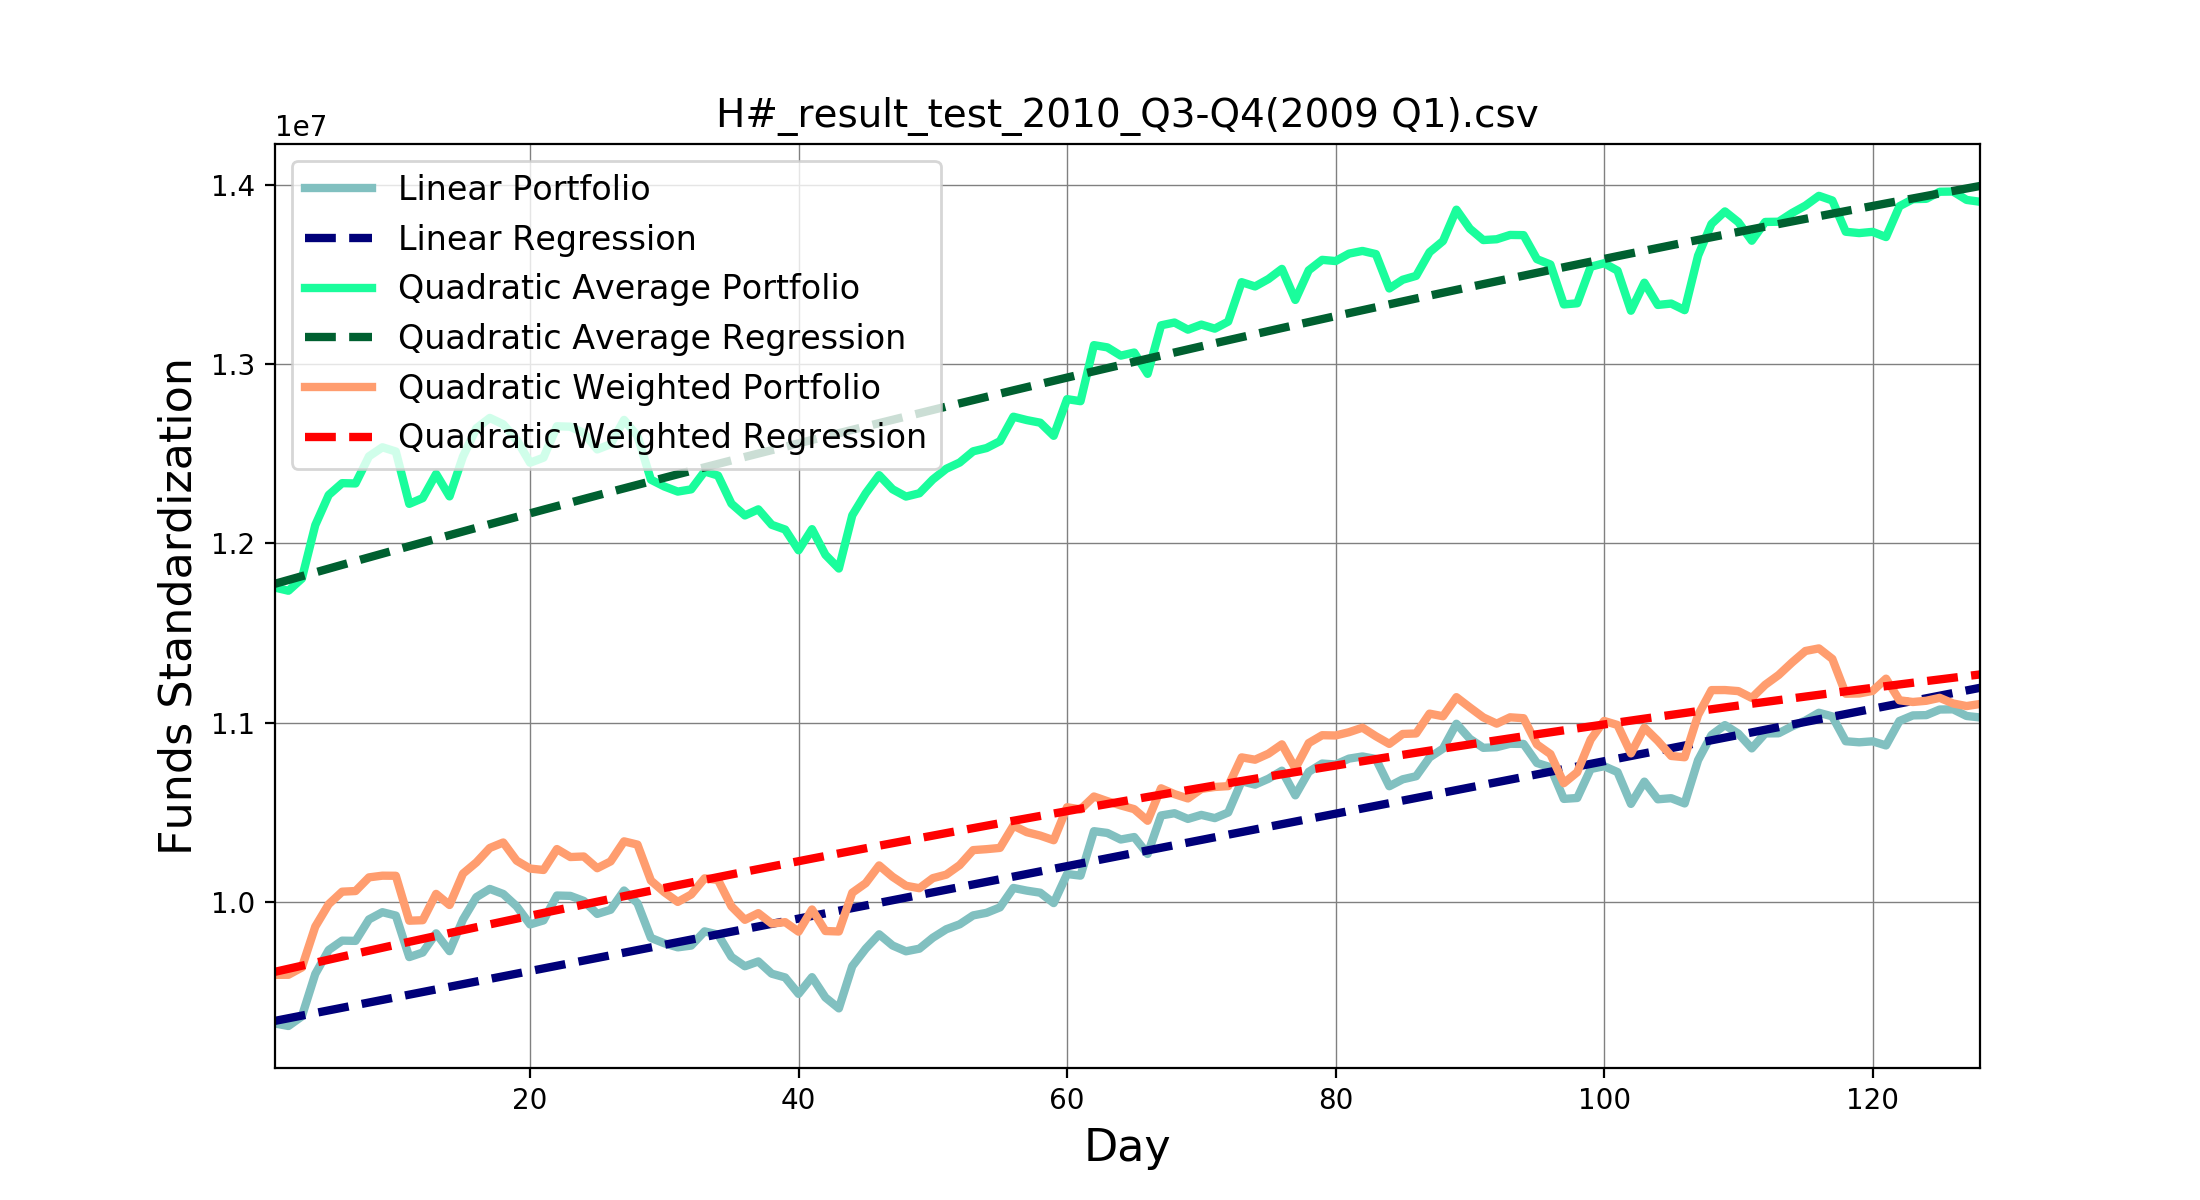 H#_result_test_2010_Q3-Q4(2009 Q1).csv
1e7
1.4
1.3
1.2
1.1
1.0
Funds Standardization
Linear Portfolio
Linear Regression
Quadratic Average Portfolio
Quadratic Average Regression
Quadratic Weighted Portfolio
Quadratic Weighted Regression
20 40 60 80 100 120
Day